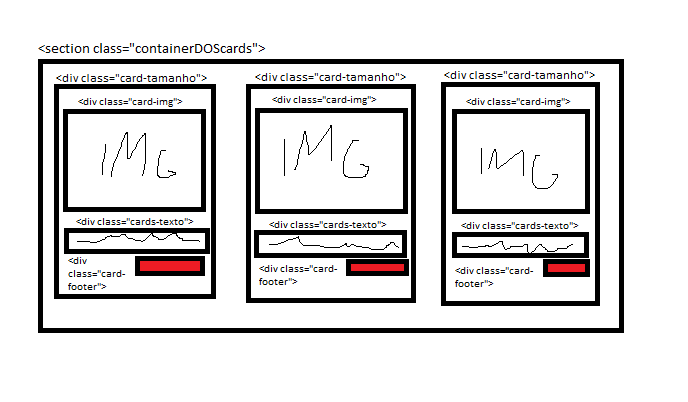 <section class="containerDOScards">
<div class="card-tamanho">
<div class="card-img">
IMG
<div class="cards-texto">
<div
class="card-
footer">
<div class="card-tamanho">
<div class="card-img">
IMG
<div class="cards-texto">
<div class="card-
footer">
<div class="card-tamanho">
<div class="card-img">
IMG
<div class="cards-texto">
<div class="card-
footer">